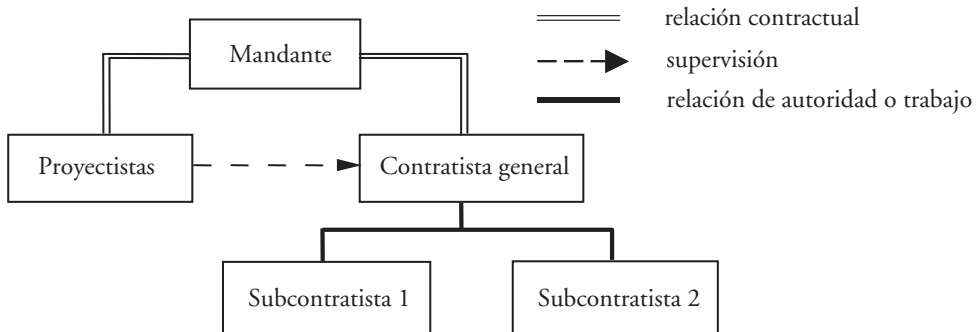 relación contractual
Mandante
supervisión
relación de autoridad o trabajo
Proyectistas
Contratista general
Subcontratista 1
Subcontratista 2